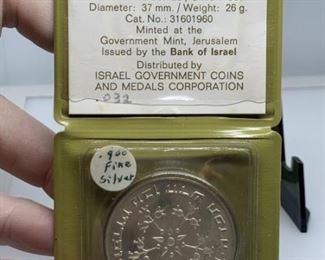 Diameter: 37 mm./Weight: 26 g.
Cat. No.: 31601960
Minted at the
Government Mint, Jerusalem
Issued by the Bank of Israel
Distributed by
ISRAEL GOVERNMENT COINS
AND MEDALS CORPORATION
.032
.900
Fine
Silver